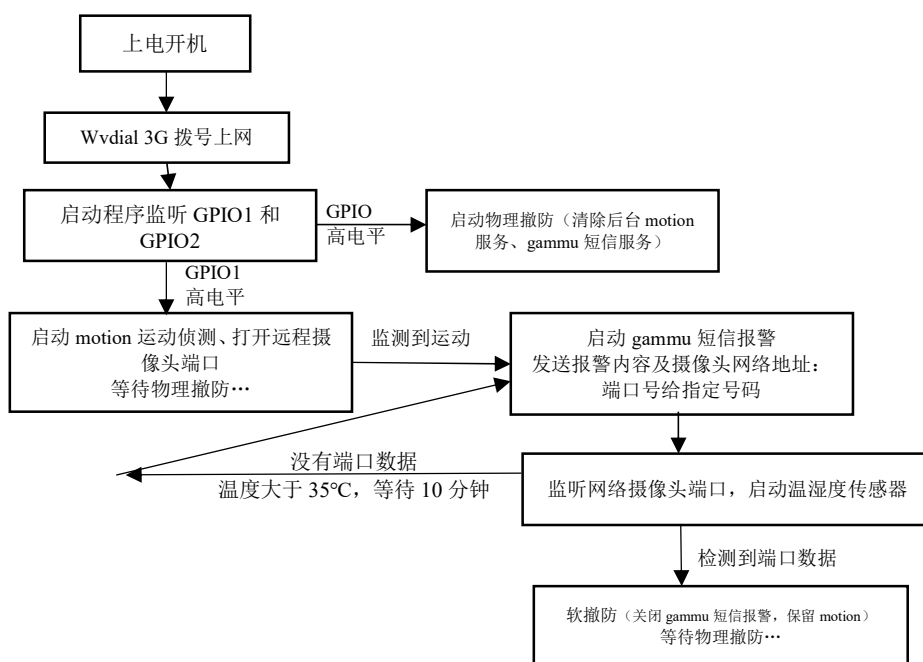 上电开机
Wvdial 3G 拨号上网
启动程序监听 GPIO1 和
GPIO2
GPIO
高电平
启动物理撤防（清除后台 motion
服务、gammu 短信服务）
GPIO1
高电平
启动 motion 运动侦测、打开远程摄
像头端口
等待物理撤防…
监测到运动
启动 gammu 短信报警
发送报警内容及摄像头网络地址：
端口号给指定号码
没有端口数据
温度大于 35℃，等待 10 分钟
监听网络摄像头端口，启动温湿度传感器
检测到端口数据
软撤防（关闭 gammu 短信报警，保留 motion）
等待物理撤防…